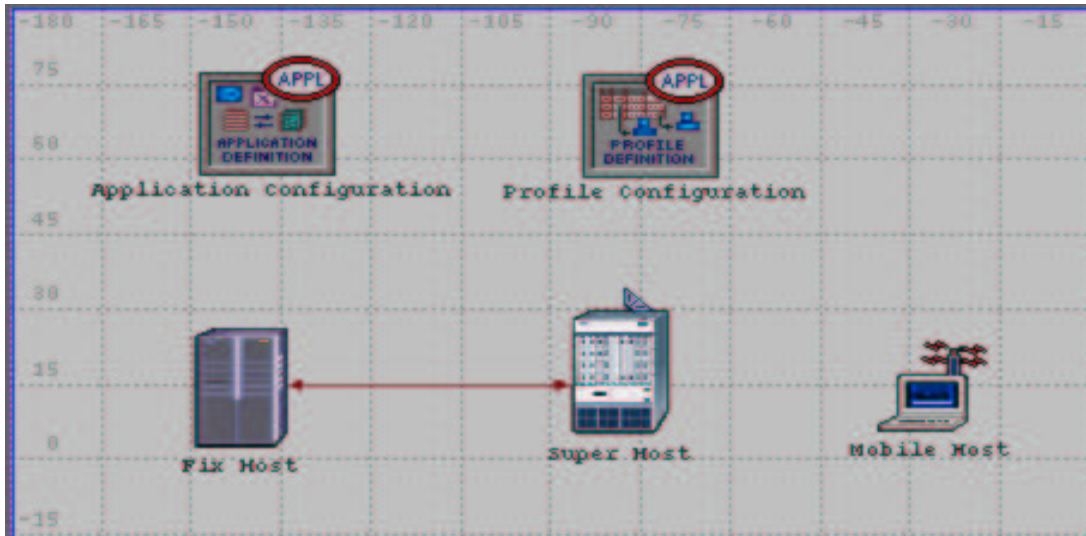 -180 -165 -150 -135 -120 -105 -90 -75 -60 -45 -30 -15
75
APPL
APPL
APPLICATION
DEFINITION
PROFILE
DEFINITION
60
Application Configuration
Profile Configuration
45
30
15
0
Fix Host
Super Host
Mobile Host
-15